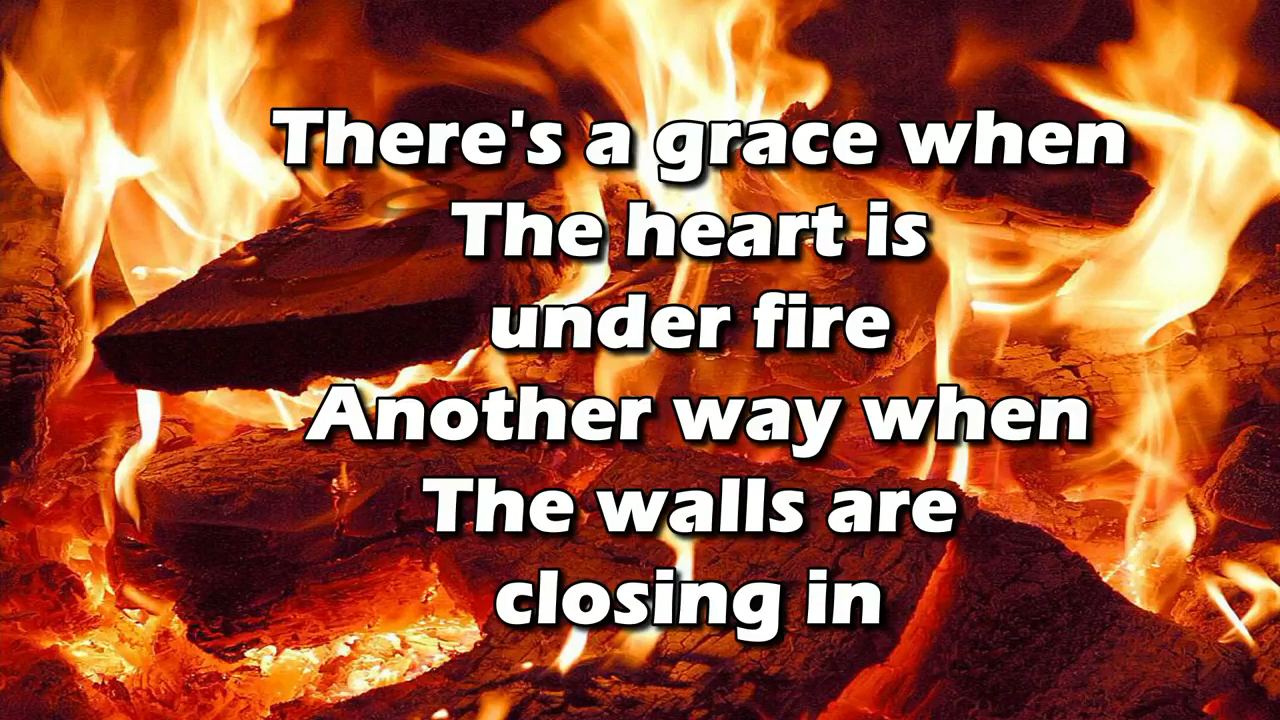 There's a grace when
The heart is
under fire
Another way when
The walls are
closing in